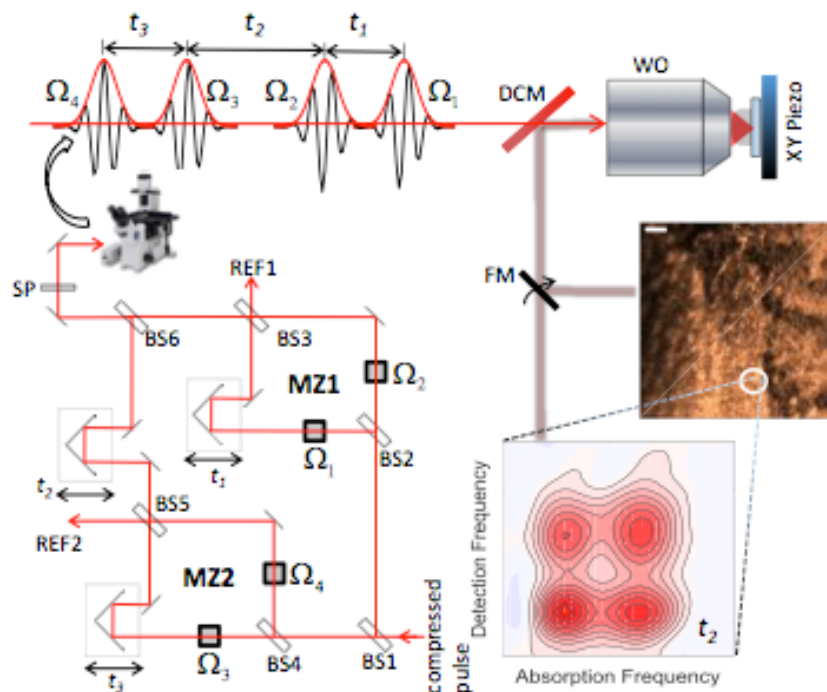 t₃
t₂
t₁
Ω₄
Ω₃
Ω₂
Ω₁
DCM
WO
XY Piezo
REF1
SP
FM
BS6
BS3
MZ1
Ω₂
Ω₁
BS2
t₁
t₂
BS5
REF2
MZ2
Ω₄
Ω₃
BS4
BS1
t₃
compressed
pulse
Detection Frequency
t₂
Absorption Frequency